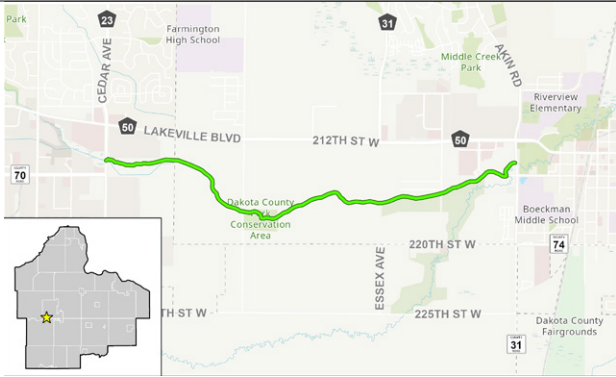 Park
23
CEDAR AVE
Farmington
High School
31
Middle Creek
Park
AKIN RD
Riverview
Elementary
50
LAKEVILLE BLVD
212TH ST W
50
COUNTY
70
Dakota County
Conservation
Area
Boeckman
Middle School
220TH ST W
COUNTY
74
ESSEX AVE
TH ST W
225TH ST W
Dakota County
Fairgrounds
COUNTY
31